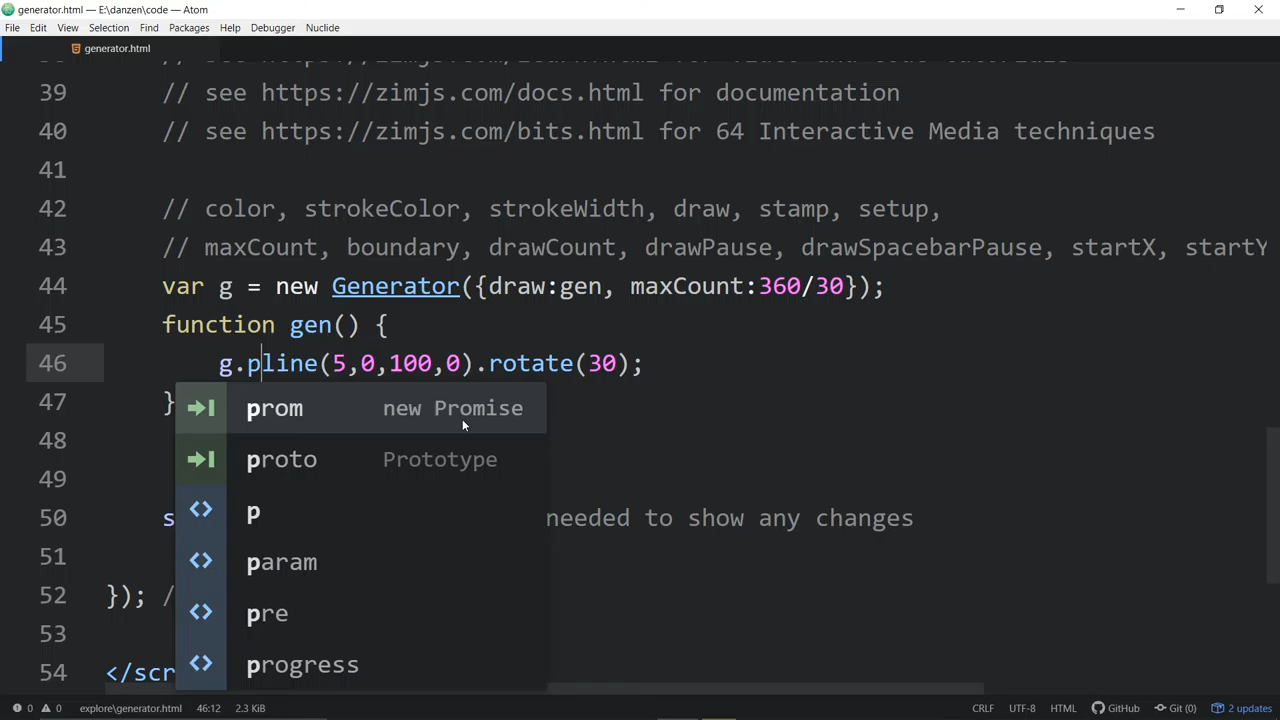 generator.html — E:\danzen\code — Atom
File Edit View Selection Find Packages Help Debugger Nuclide
generator.html
39 // see https://zimjs.com/docs.html for documentation
40 // see https://zimjs.com/bits.html for 64 Interactive Media techniques
41
42 // color, strokeColor, strokeWidth, draw, stamp, setup,
43 // maxCount, boundary, drawCount, drawPause, drawSpacebarPause, startX, startY
44 var g = new Generator({draw:gen, maxCount:360/30});
45 function gen() {
46 g.pline(5,0,100,0).rotate(30);
47 }
prom new Promise
48
proto Prototype
49
p
50 s needed to show any changes
51
param
52 }); /
pre
53
progress
54 </scr
0 0 explore\generator.html 46:12 2.3 KiB CRLF UTF-8 HTML GitHub Git (0) 2 updates